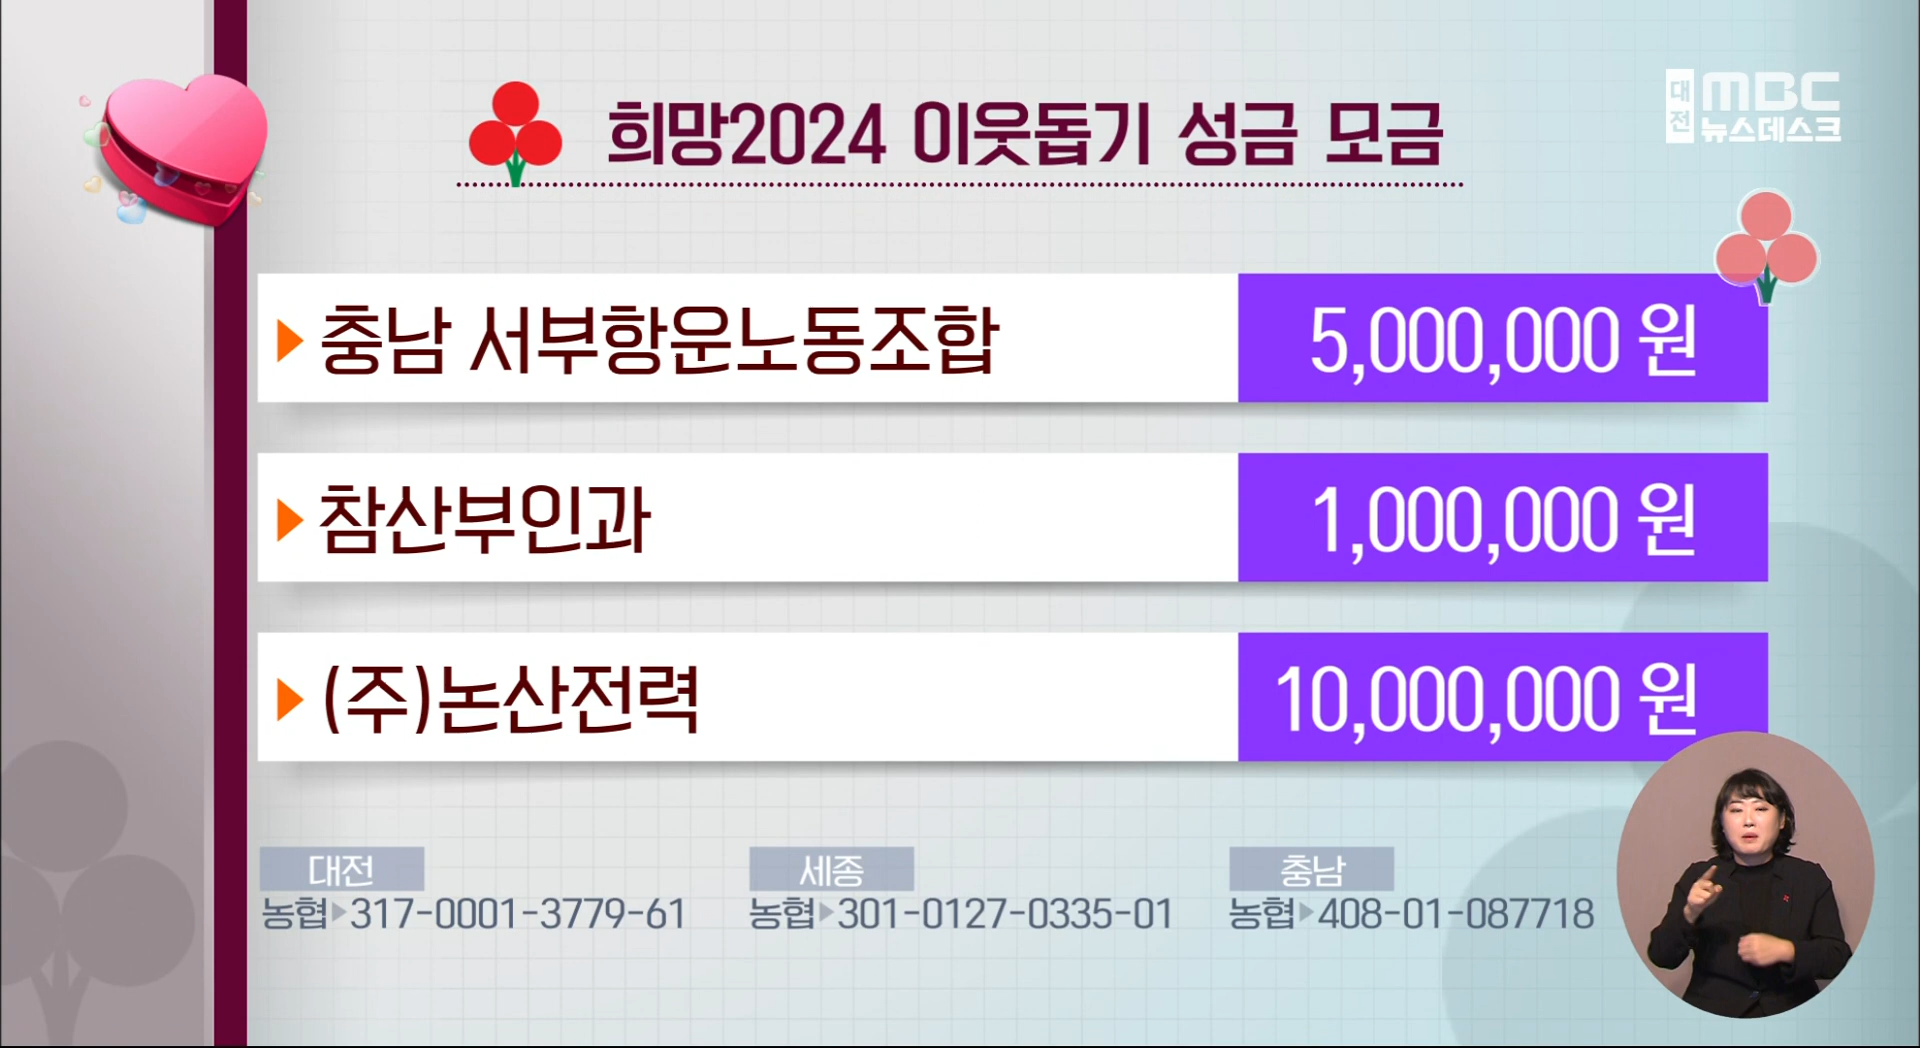 희망2024 이웃돕기 성금 모금
대전 MBC 뉴스데스크
충남 서부항운노동조합 5,000,000 원
참산부인과 1,000,000 원
(주)논산전력 10,000,000 원
대전 세종 충남
농협 317-0001-3779-61 농협 301-0127-0335-01 농협 408-01-087718